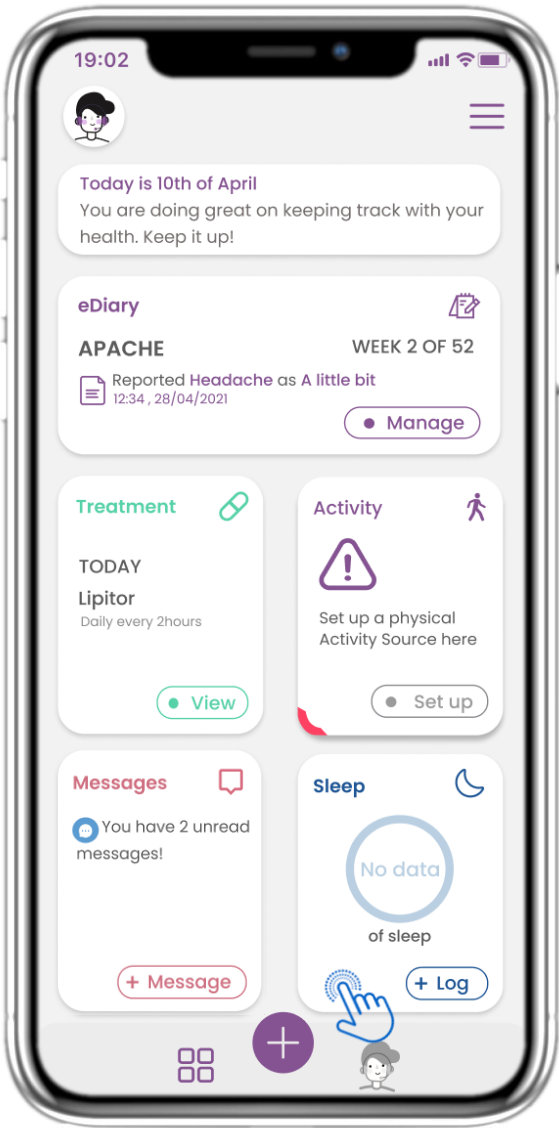 19:02
Today is 10th of April
You are doing great on keeping track with your
health. Keep it up!
eDiary
APACHE
WEEK 2 OF 52
Reported Headache as A little bit
12:34 , 28/04/2021
Manage
Treatment
TODAY
Lipitor
Daily every 2hours
View
Activity
Set up a physical
Activity Source here
Set up
Messages
You have 2 unread
messages!
+ Message
Sleep
No data
of sleep
+ Log